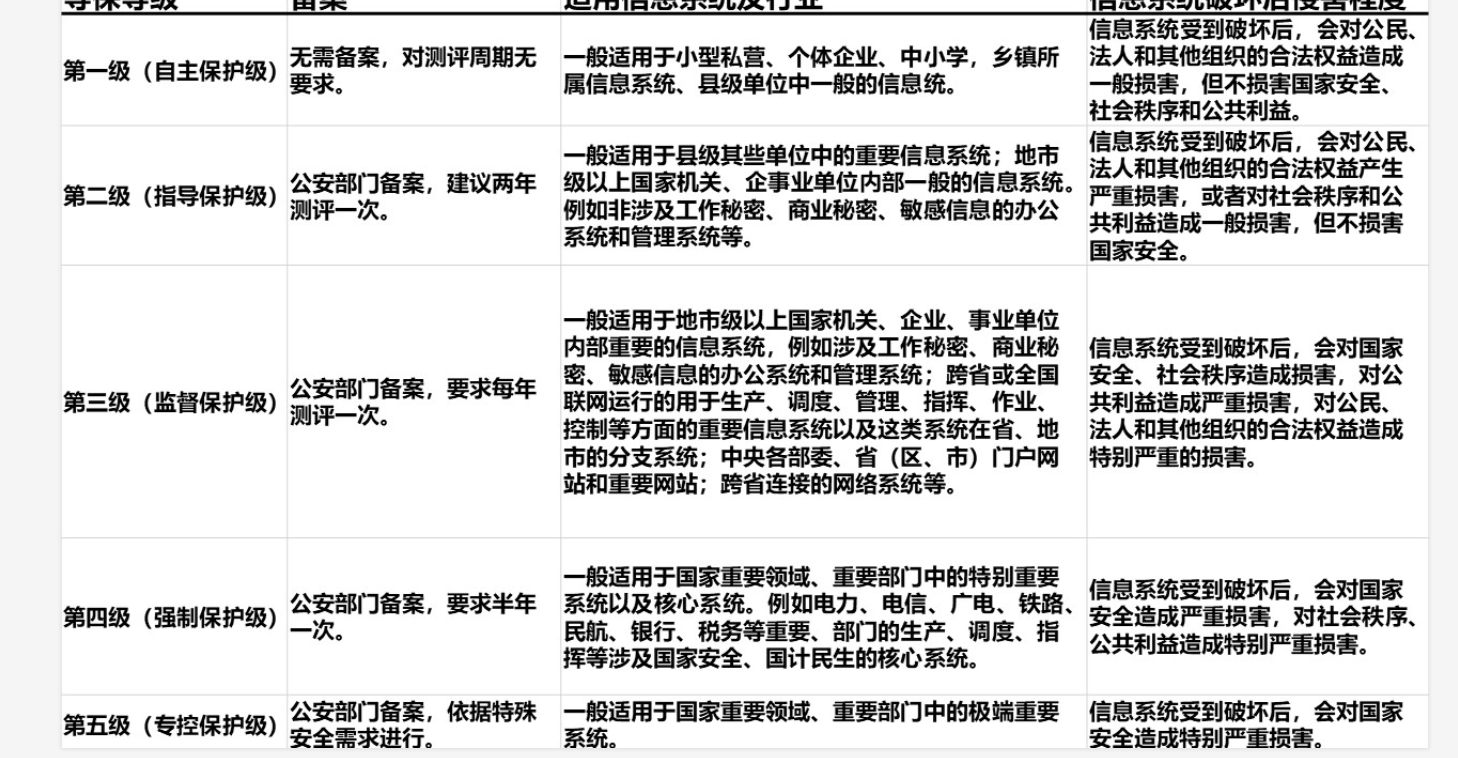 等保等级
备案
适用信息系统及行业
信息系统破坏后侵害程度
第一级（自主保护级）
无需备案，对测评周期无
要求。
一般适用于小型私营、个体企业、中小学，乡镇所
属信息系统、县级单位中一般的信息统。
信息系统受到破坏后，会对公民、
法人和其他组织的合法权益造成
一般损害，但不损害国家安全、
社会秩序和公共利益。
第二级（指导保护级）
公安部门备案，建议两年
测评一次。
一般适用于县级其些单位中的重要信息系统；地市
级以上国家机关、企事业单位内部一般的信息系统。
例如非涉及工作秘密、商业秘密、敏感信息的办公
系统和管理系统等。
信息系统受到破坏后，会对公民、
法人和其他组织的合法权益产生
严重损害，或者对社会秩序和公
共利益造成一般损害，但不损害
国家安全。
第三级（监督保护级）
公安部门备案，要求每年
测评一次。
一般适用于地市级以上国家机关、企业、事业单位
内部重要的信息系统，例如涉及工作秘密、商业秘
密、敏感信息的办公系统和管理系统；跨省或全国
联网运行的用于生产、调度、管理、指挥、作业、
控制等方面的重要信息系统以及这类系统在省、地
市的分支系统；中央各部委、省（区、市）门户网
站和重要网站；跨省连接的网络系统等。
信息系统受到破坏后，会对国家
安全、社会秩序造成损害，对公
共利益造成严重损害，对公民、
法人和其他组织的合法权益造成
特别严重的损害。
第四级（强制保护级）
公安部门备案，要求半年
一次。
一般适用于国家重要领域、重要部门中的特别重要
系统以及核心系统。例如电力、电信、广电、铁路、
民航、银行、税务等重要、部门的生产、调度、指
挥等涉及国家安全、国计民生的核心系统。
信息系统受到破坏后，会对国家
安全造成严重损害，对社会秩序、
公共利益造成特别严重损害。
第五级（专控保护级）
公安部门备案，依据特殊
安全需求进行。
一般适用于国家重要领域、重要部门中的极端重要
系统。
信息系统受到破坏后，会对国家
安全造成特别严重损害。